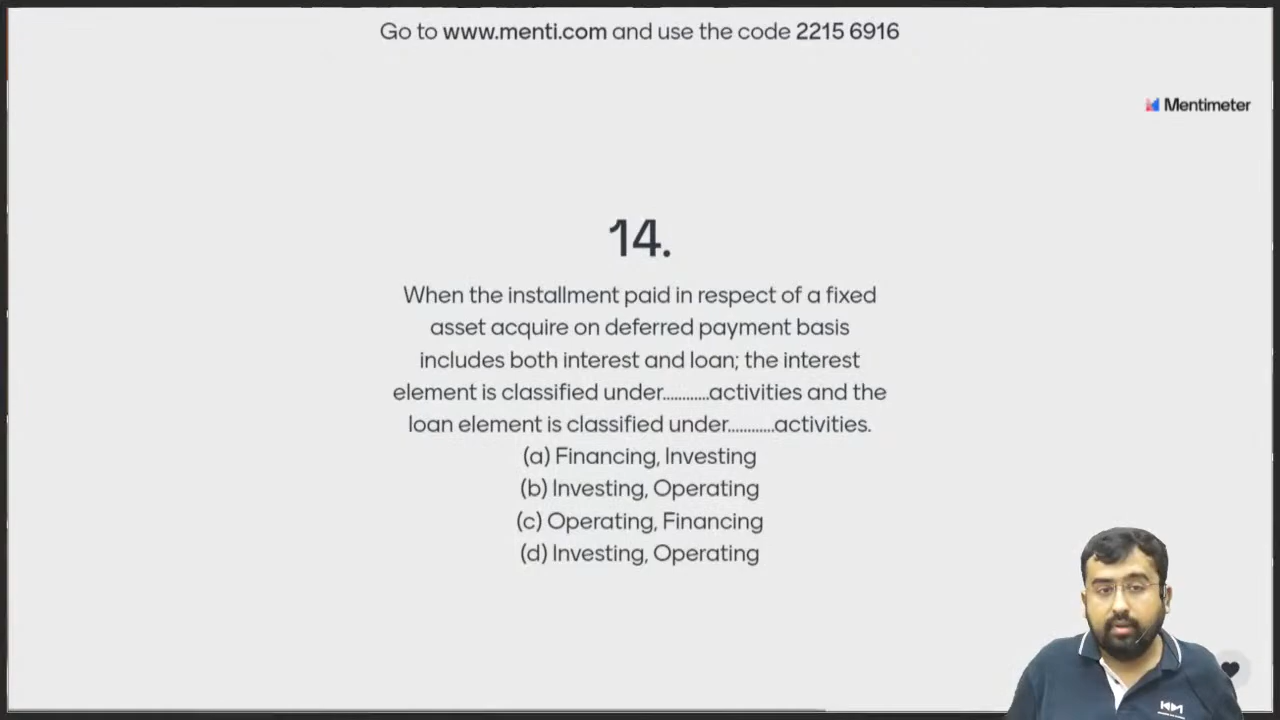 Go to www.menti.com and use the code 2215 6916
Mentimeter
14.
When the installment paid in respect of a fixed
asset acquire on deferred payment basis
includes both interest and loan; the interest
element is classified under............activities and the
loan element is classified under............activities.
(a) Financing, Investing
(b) Investing, Operating
(c) Operating, Financing
(d) Investing, Operating